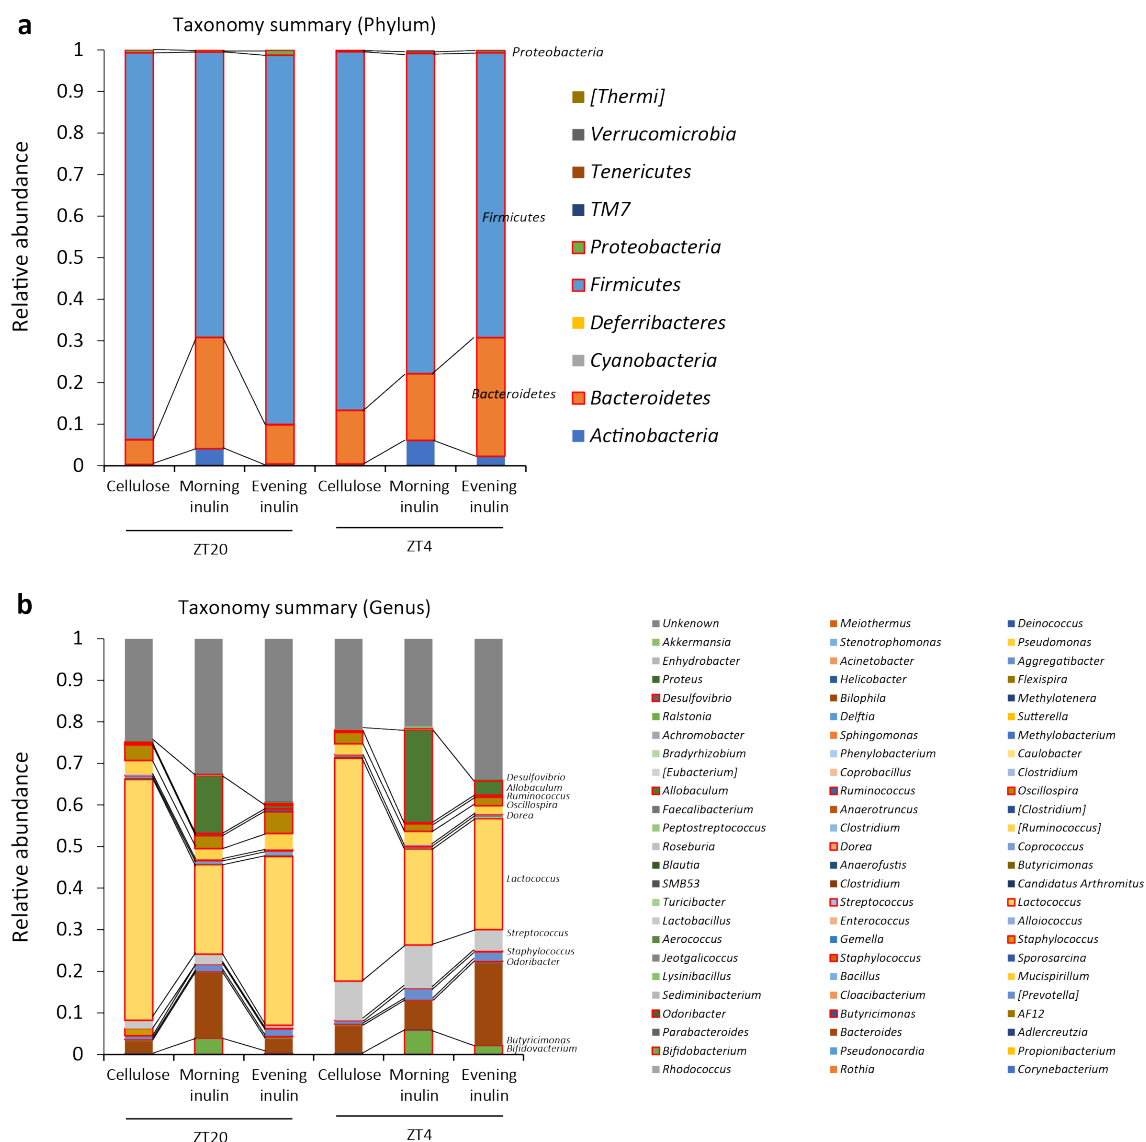 a
Taxonomy summary (Phylum)
Relative abundance
1
0.9
0.8
0.7
0.6
0.5
0.4
0.3
0.2
0.1
0
Proteobacteria
Firmicutes
Bacteroidetes
[Thermi]
Verrucomicrobia
Tenericutes
TM7
Proteobacteria
Firmicutes
Deferribacteres
Cyanobacteria
Bacteroidetes
Actinobacteria
Cellulose
Morning
inulin
Evening
inulin
Cellulose
Morning
inulin
Evening
inulin
ZT20
ZT4
b
Taxonomy summary (Genus)
Relative abundance
1
0.9
0.8
0.7
0.6
0.5
0.4
0.3
0.2
0.1
0
Desulfovibrio
Allobaculum
Ruminococcus
Oscillospira
Dorea
Lactococcus
Streptococcus
Staphylococcus
Odoribacter
Butyricimonas
Bifidovacterium
Cellulose
Morning
inulin
Evening
inulin
Cellulose
Morning
inulin
Evening
inulin
ZT20
ZT4
Unkenown Meiothermus Deinococcus
Akkermansia Stenotrophomonas Pseudomonas
Enhydrobacter Acinetobacter Aggregatibacter
Proteus Helicobacter Flexispira
Desulfovibrio Bilophila Methylotenera
Ralstonia Delftia Sutterella
Achromobacter Sphingomonas Methylobacterium
Bradyrhizobium Phenylobacterium Caulobacter
[Eubacterium] Coprobacillus Clostridium
Allobaculum Ruminococcus Oscillospira
Faecalibacterium Anaerotruncus [Clostridium]
Peptostreptococcus Clostridium [Ruminococcus]
Roseburia Dorea Coprococcus
Blautia Anaerofustis Butyricimonas
SMB53 Clostridium Candidatus Arthromitus
Turicibacter Streptococcus Lactococcus
Lactobacillus Enterococcus Alloiococcus
Aerococcus Gemella Staphylococcus
Jeotgalicoccus Staphylococcus Sporosarcina
Lysinibacillus Bacillus Mucispirillum
Sediminibacterium Cloacibacterium [Prevotella]
Odoribacter Butyricimonas AF12
Parabacteroides Bacteroides Adlercreutzia
Bifidobacterium Pseudonocardia Propionibacterium
Rhodococcus Rothia Corynebacterium